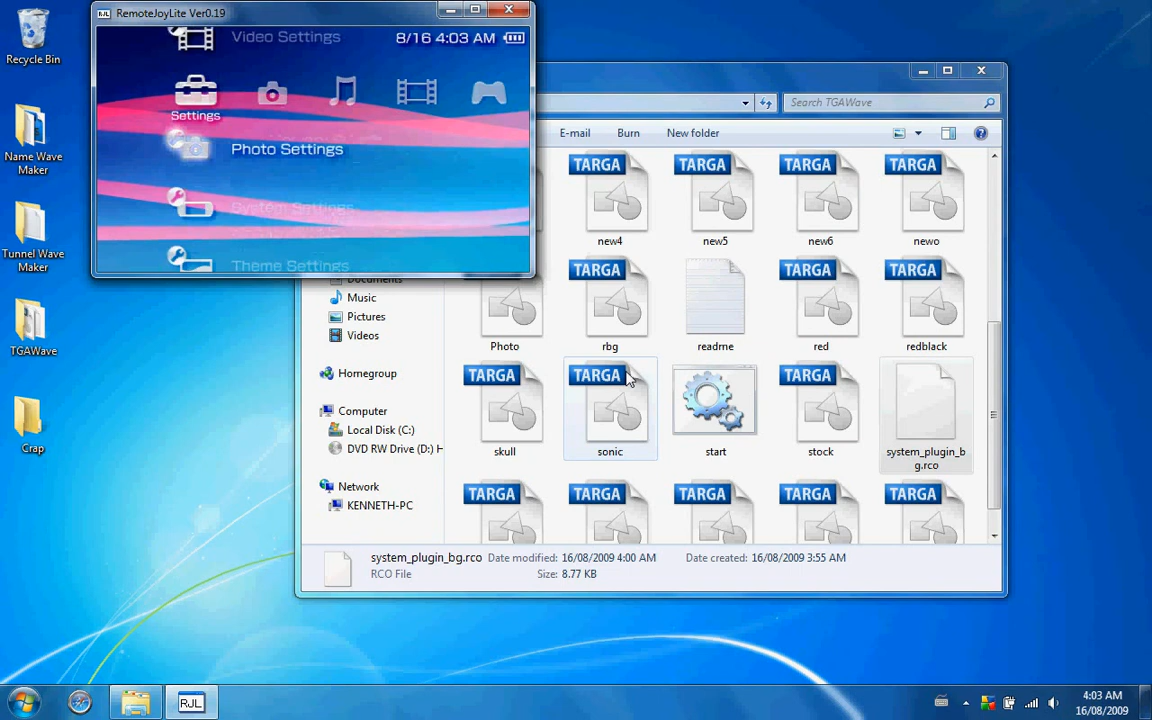 Recycle Bin
Name Wave
Maker
Tunnel Wave
Maker
TGAWave
Crap
RJL
RemoteJoyLite Ver0.19
Video Settings
8/16 4:03 AM
Settings
Photo Settings
System Settings
Theme Settings
Search TGAWave
E-mail
Burn
New folder
Documents
Music
Pictures
Videos
Homegroup
Computer
Local Disk (C:)
DVD RW Drive (D:) H
Network
KENNETH-PC
TARGA
TARGA
TARGA
TARGA
new4
new5
new6
newo
TARGA
TARGA
TARGA
TARGA
Photo
rbg
readme
red
redblack
TARGA
TARGA
TARGA
skull
sonic
start
stock
system_plugin_b
g.rco
TARGA
TARGA
TARGA
TARGA
TARGA
system_plugin_bg.rco
Date modified: 16/08/2009 4:00 AM
Date created: 16/08/2009 3:55 AM
RCO File
Size: 8.77 KB
RJL
4:03 AM
16/08/2009